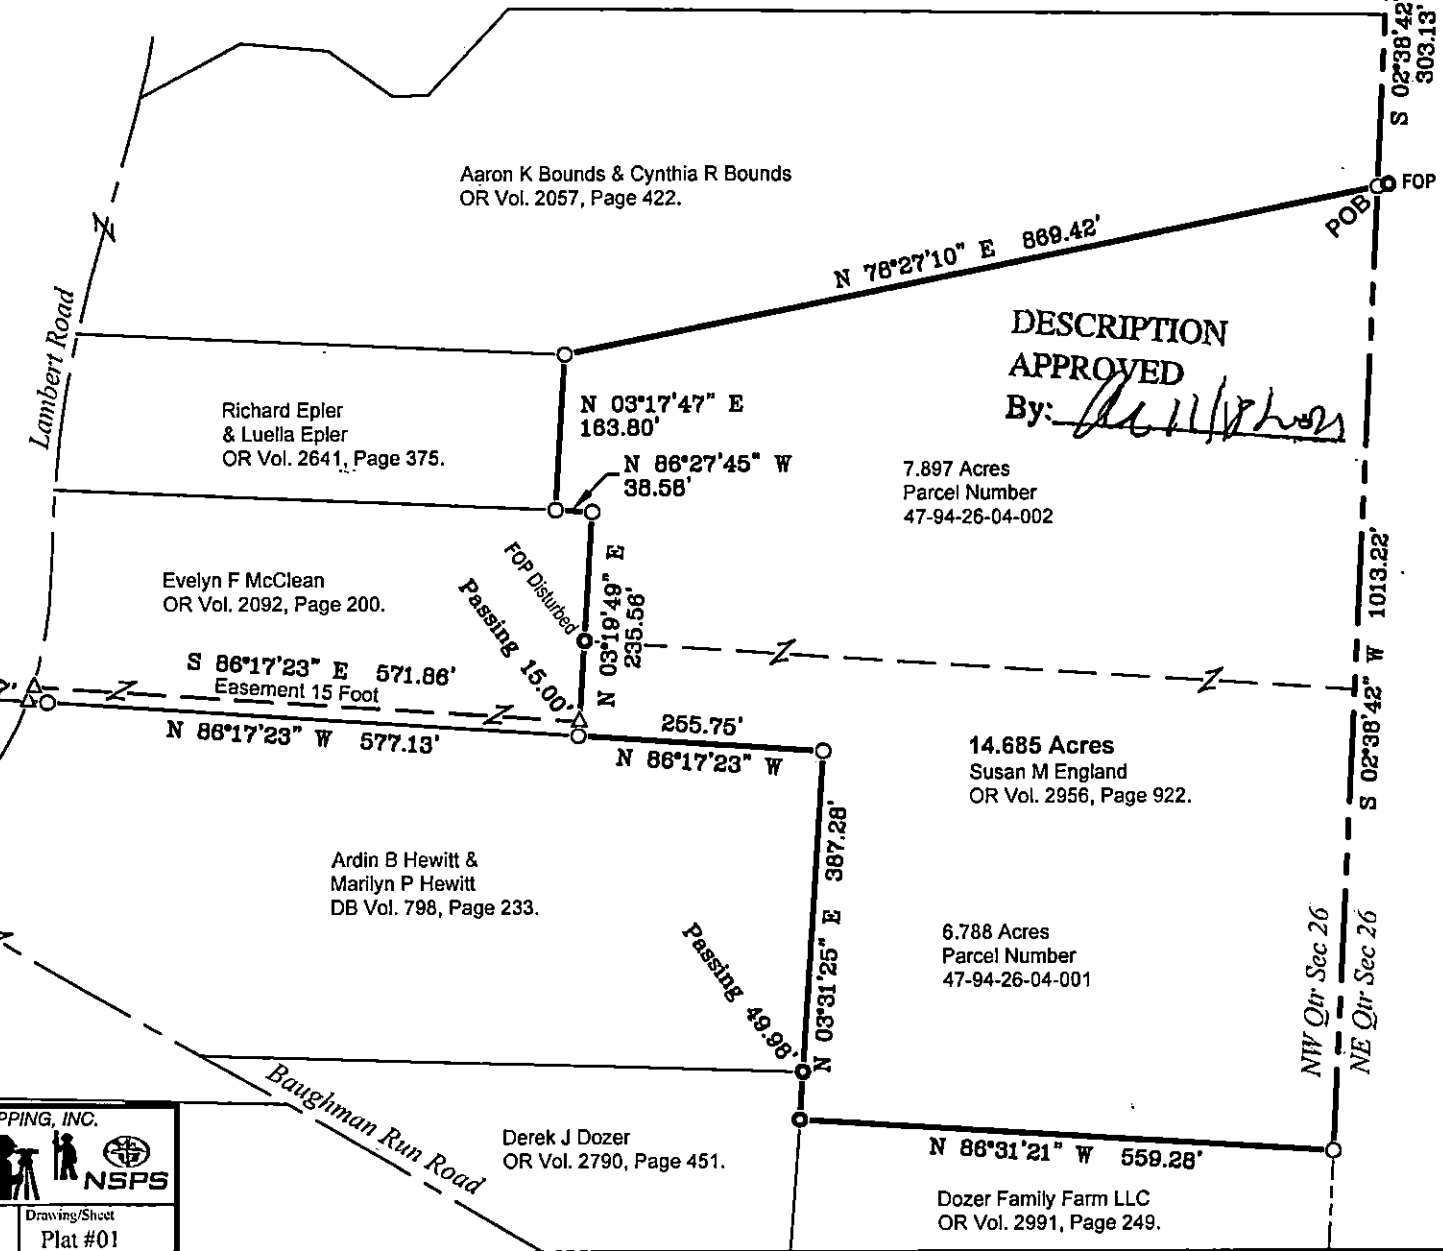 S 02°38'42"
303.13'
FOP
POB
Aaron K Bounds & Cynthia R Bounds
OR Vol. 2057, Page 422.
N 78°27'10" E 869.42'
DESCRIPTION
APPROVED
By:
Lambert Road
Richard Epler
& Luella Epler
OR Vol. 2641, Page 375.
N 03°17'47" E
163.80'
N 86°27'45" W
38.58'
7.897 Acres
Parcel Number
47-94-26-04-002
Evelyn F McClean
OR Vol. 2092, Page 200.
FOP Disturbed
Passing 15.00'
N 03°19'49" E
235.56'
S 02°38'42" W 1013.22'
S 86°17'23" E 571.86'
Easement 15 Foot
N 86°17'23" W 577.13'
255.75'
N 86°17'23" W
14.685 Acres
Susan M England
OR Vol. 2956, Page 922.
Ardin B Hewitt &
Marilyn P Hewitt
DB Vol. 798, Page 233.
N 03°31'25" E 387.28'
Passing 49.98'
6.788 Acres
Parcel Number
47-94-26-04-001
NW Qtr Sec 26
NE Qtr Sec 26
Baughman Run Road
Derek J Dozer
OR Vol. 2790, Page 451.
N 86°31'21" W 559.28'
Dozer Family Farm LLC
OR Vol. 2991, Page 249.
PPING, INC.
NSPS
Drawing/Sheet
Plat #01